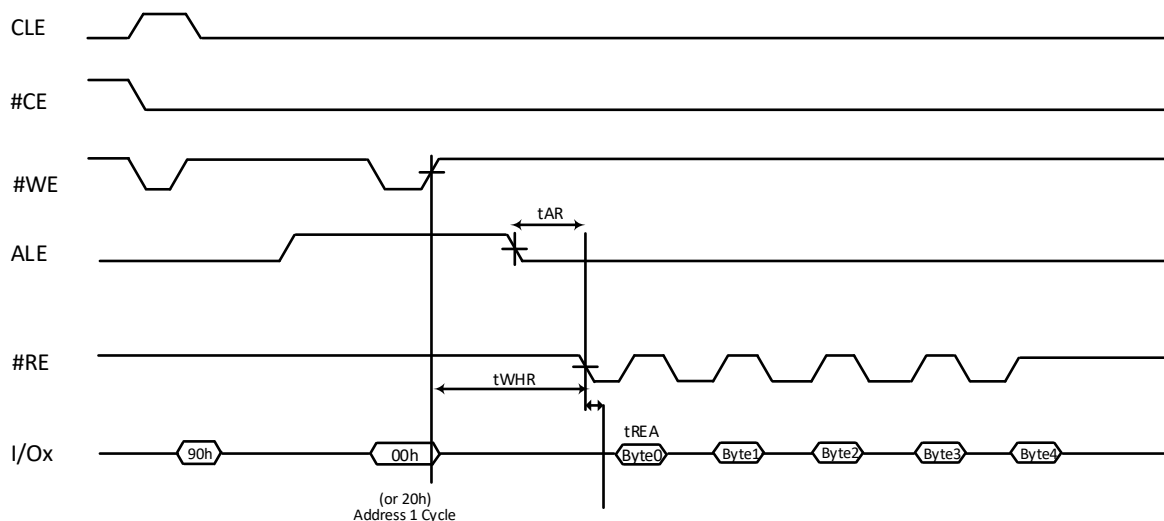 CLE
#CE
#WE
tAR
ALE
#RE
tWHR
tREA
I/Ox
90h
00h
Byte0
Byte1
Byte2
Byte3
Byte4
(or 20h)
Address 1 Cycle